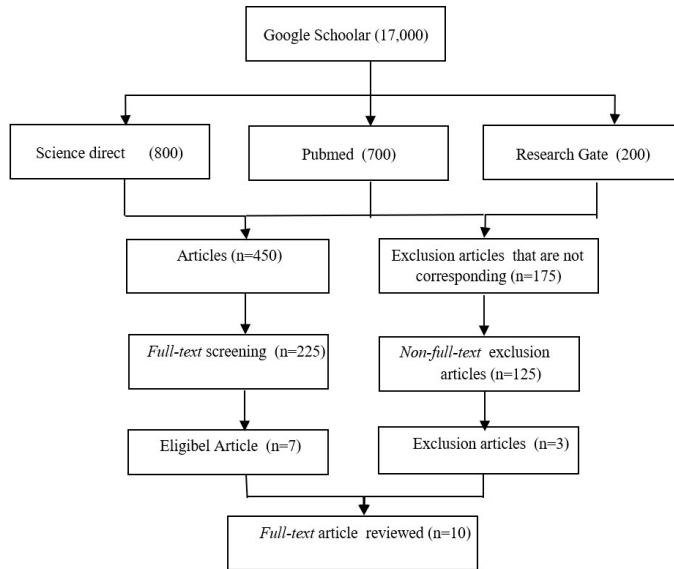 Google Schoolar (17,000)
Science direct (800)
Pubmed (700)
Research Gate (200)
Articles (n=450)
Exclusion articles that are not
corresponding (n=175)
Full-text screening (n=225)
Non-full-text exclusion
articles (n=125)
Eligibel Article (n=7)
Exclusion articles (n=3)
Full-text article reviewed (n=10)